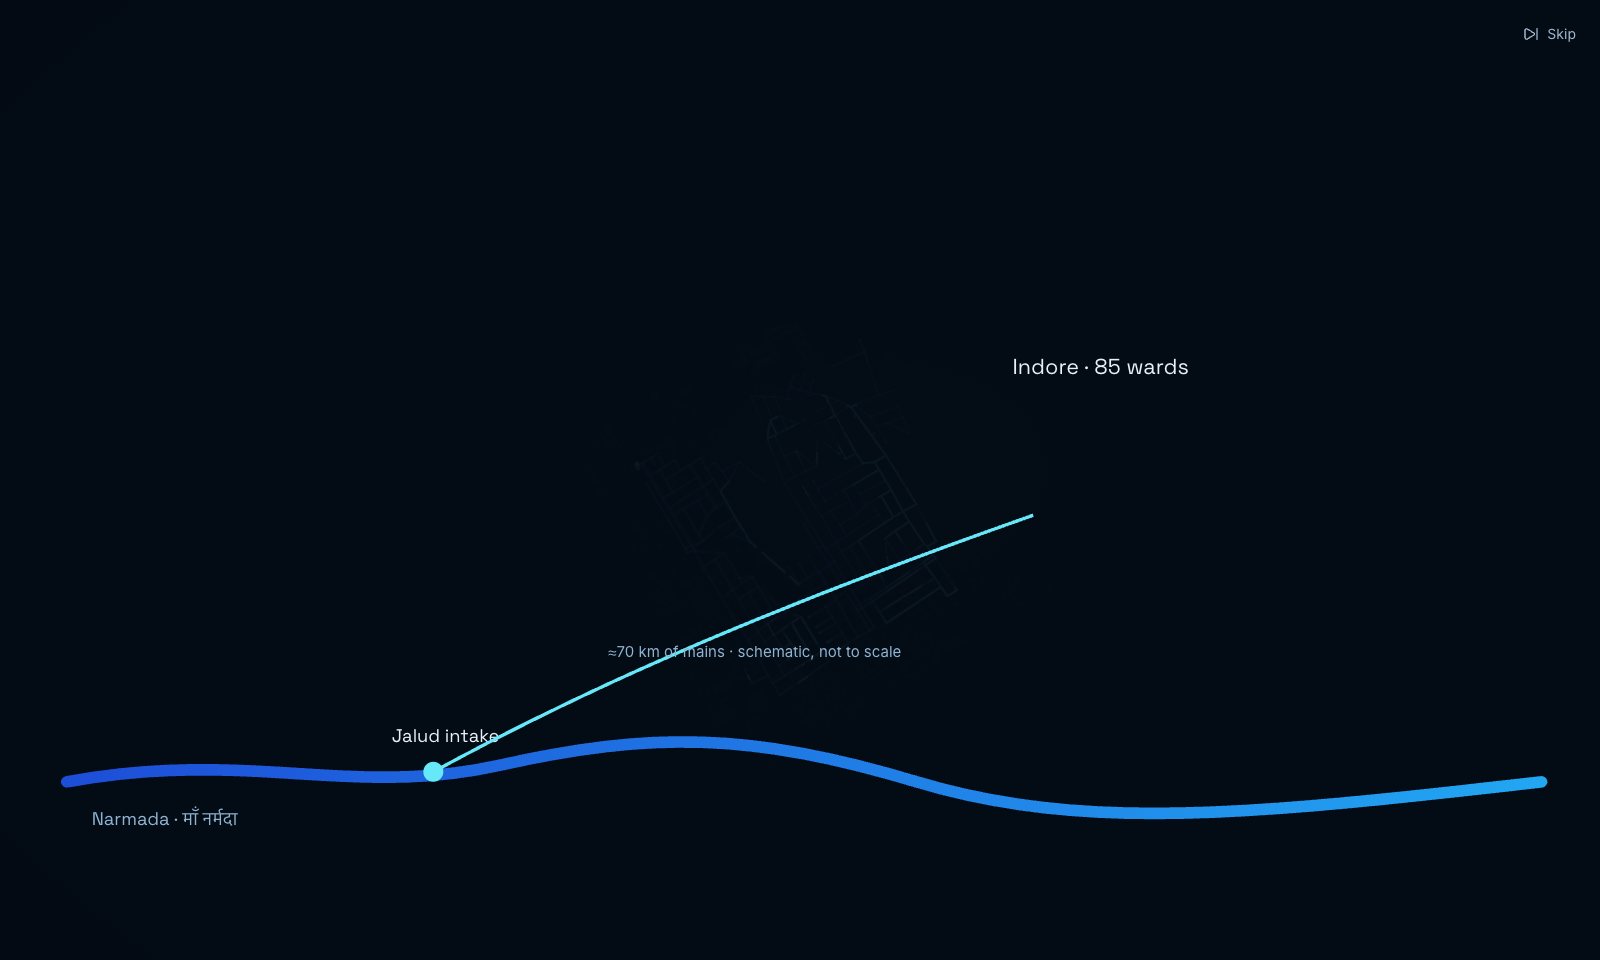 Skip
Indore · 85 wards
≈70 km of mains · schematic, not to scale
Jalud intake
Narmada · माँ नर्मदा